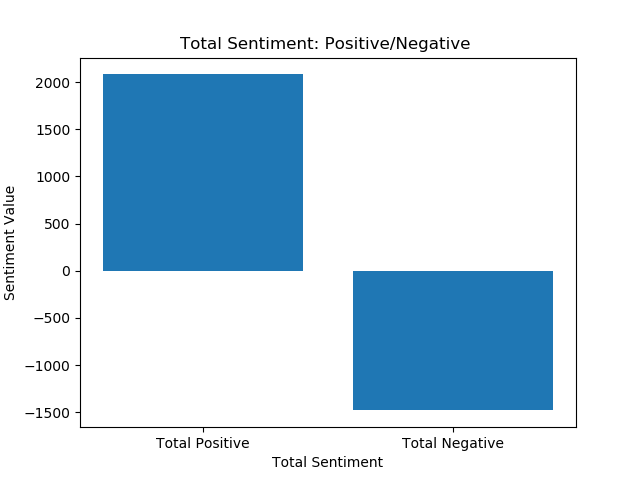 Total Sentiment: Positive/Negative
2000
1500
1000
500
0
−500
−1000
−1500
Sentiment Value
Total Positive
Total Negative
Total Sentiment